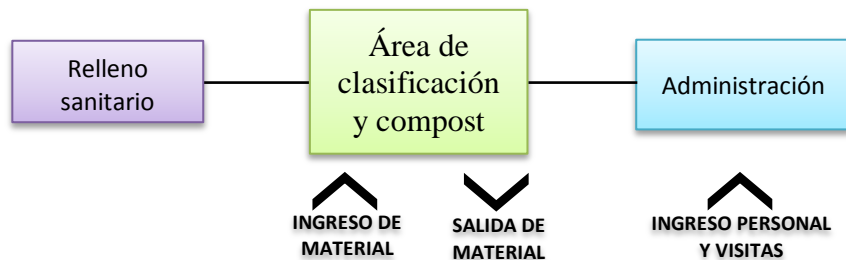 Relleno
sanitario
Área de
clasificación
y compost
Administración
INGRESO DE
MATERIAL
SALIDA DE
MATERIAL
INGRESO PERSONAL
Y VISITAS